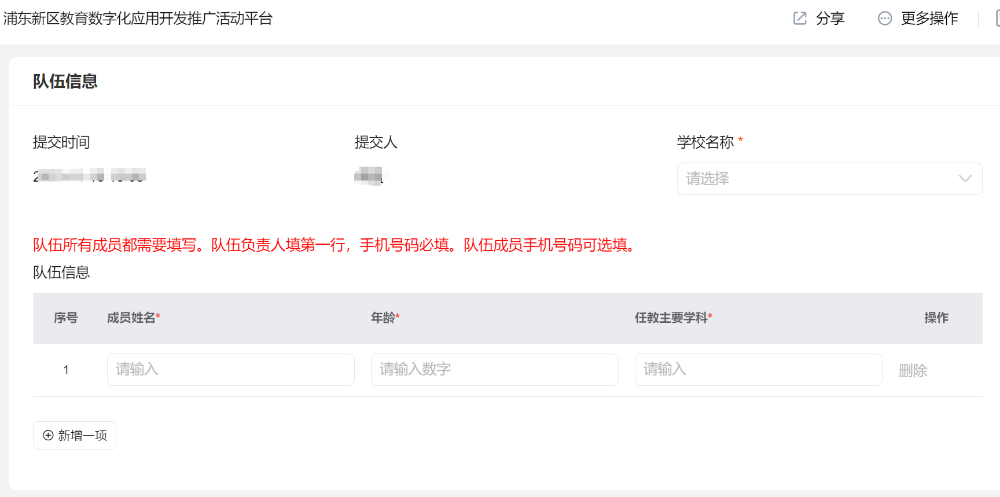 浦东新区教育数字化应用开发推广活动平台
分享 更多操作
队伍信息
提交时间 提交人 学校名称 *
请选择
队伍所有成员都需要填写。队伍负责人填第一行，手机号码必填。队伍成员手机号码可选填。
队伍信息
序号 成员姓名* 年龄* 任教主要学科* 操作
1 请输入 请输入数字 请输入 删除
新增一项